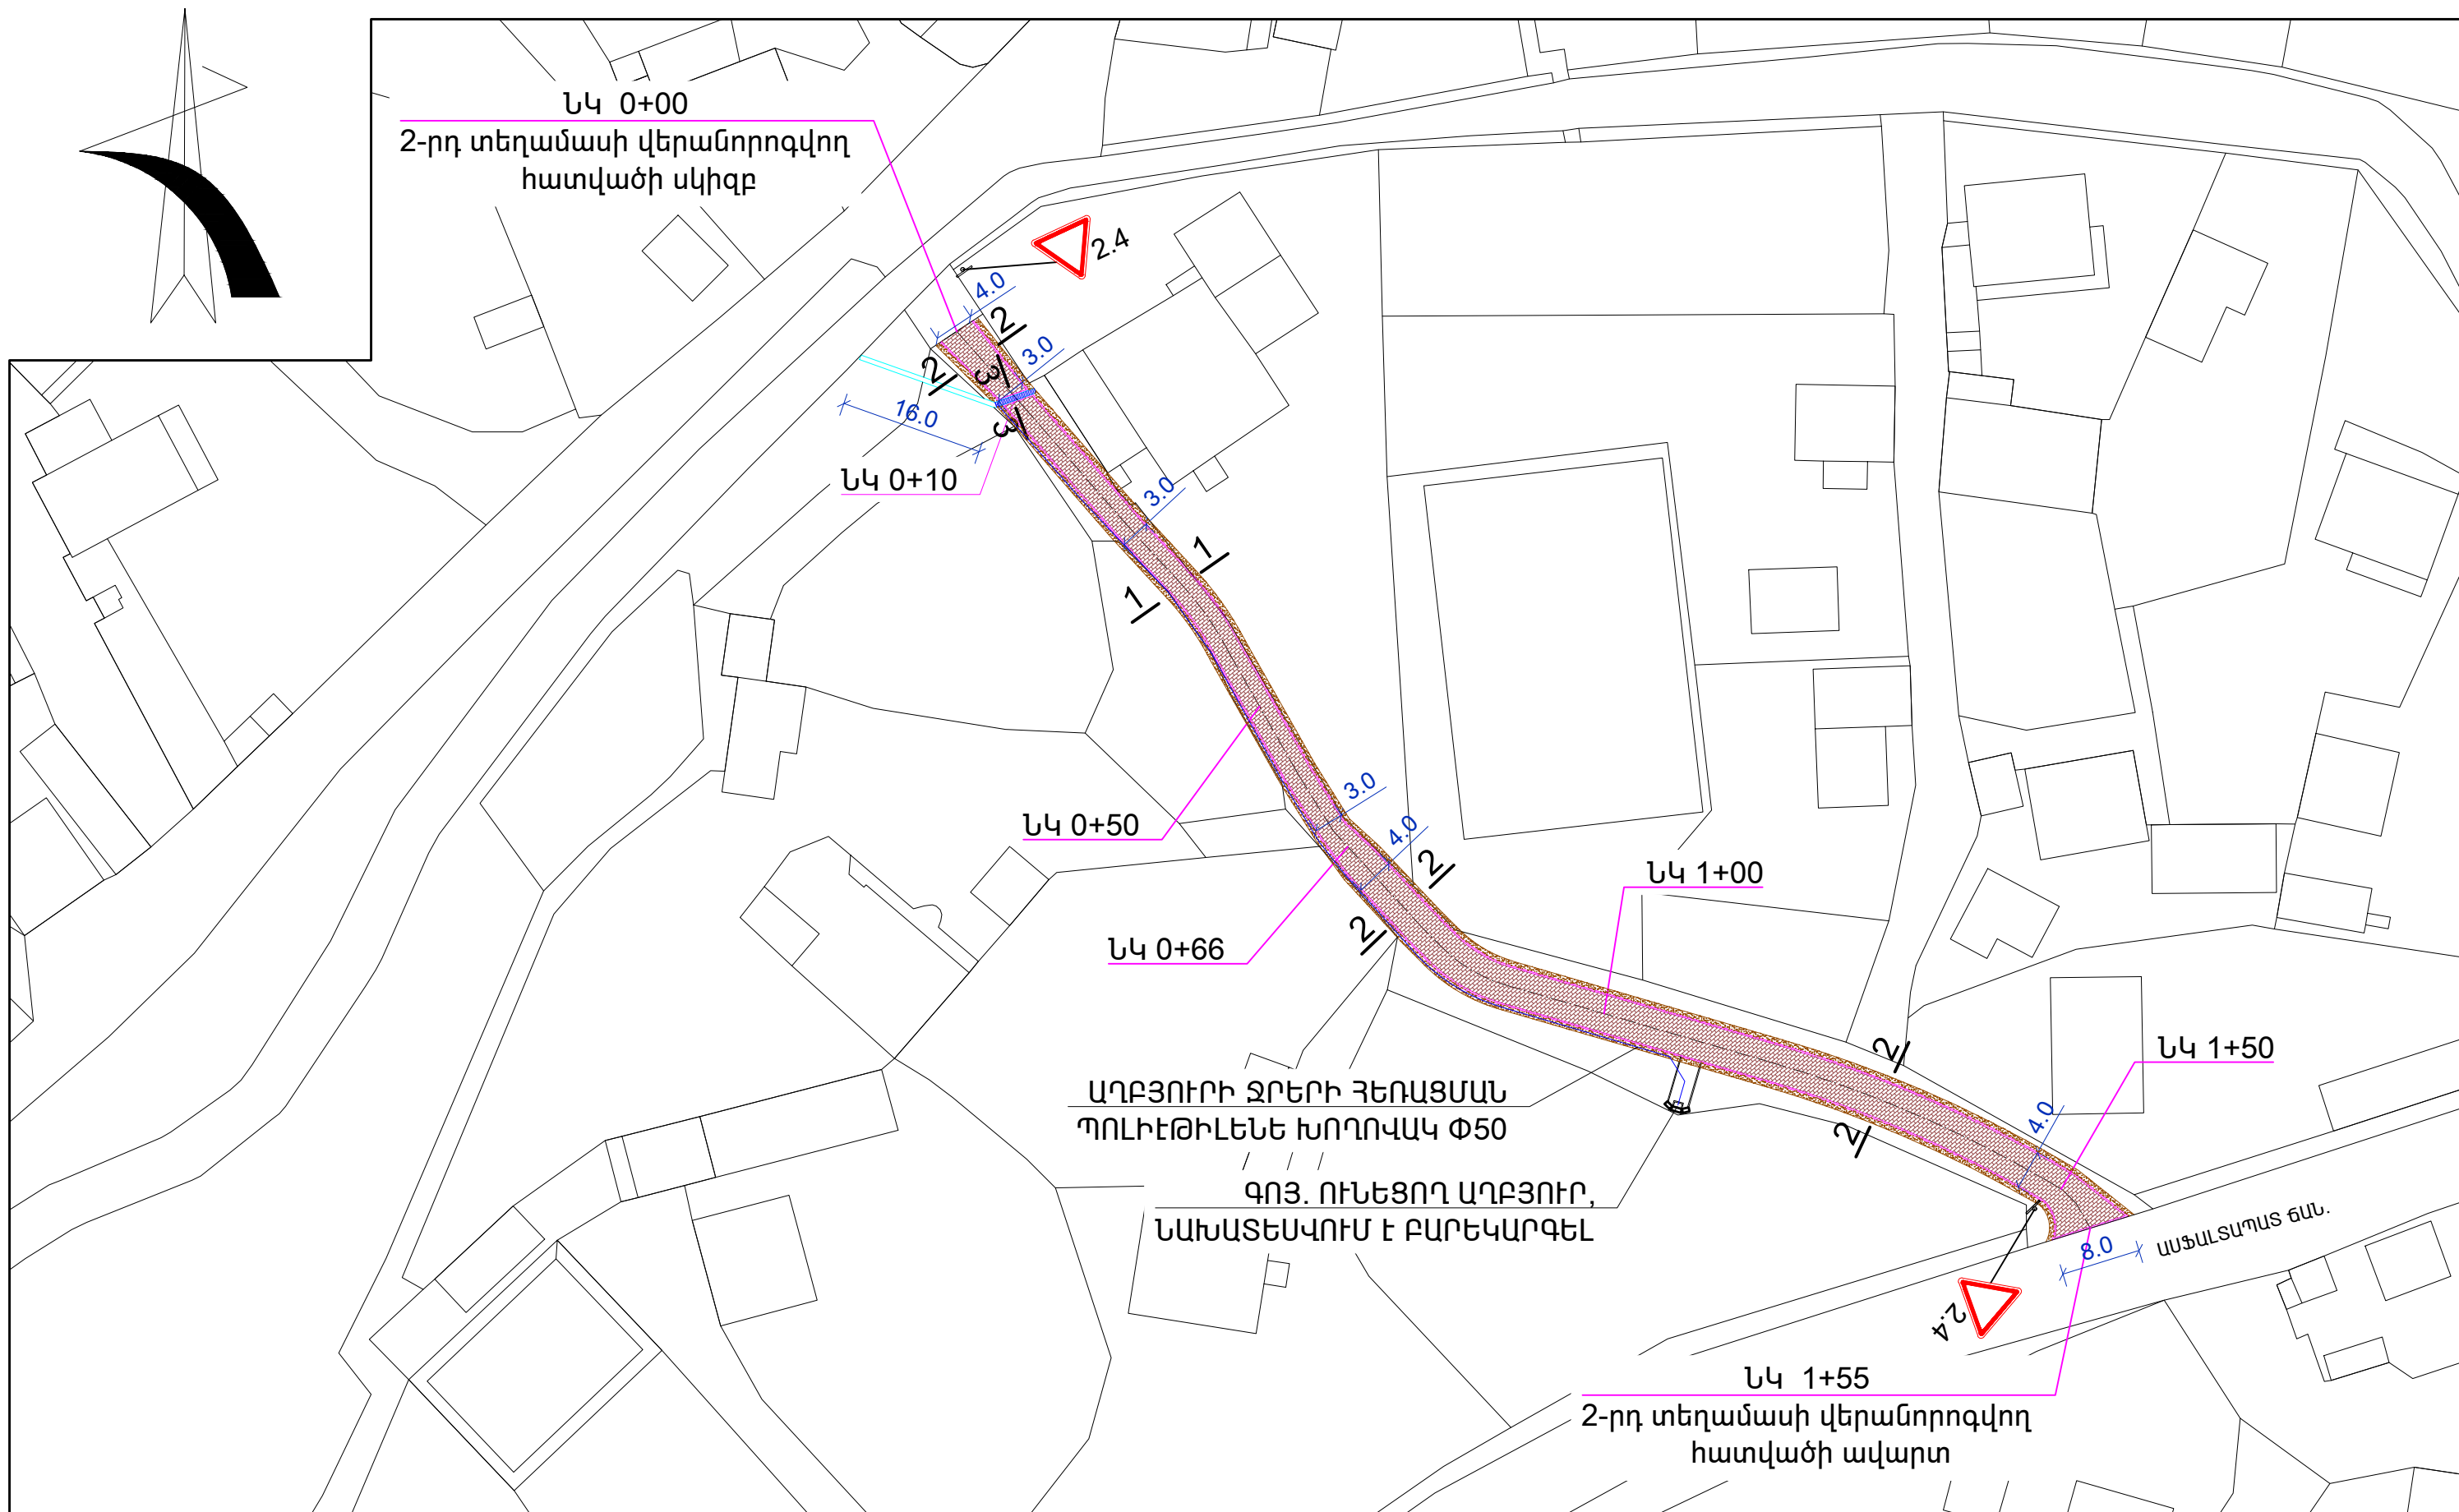 ՆԿ 0+00
2-րդ տեղամասի վերանորոգվող
հատվածի սկիզբ
2.4
4.0
2
2
3
3.0
3
16.0
ՆԿ 0+10
3.0
1
1
ՆԿ 0+50
3.0
4.0
2
2
ՆԿ 0+66
ՆԿ 1+00
2
2
ՆԿ 1+50
ԱՂԲՅՈՒՐԻ ՋՐԵՐԻ ՀԵՌԱՑՄԱՆ
ՊՈԼԻԷԹԻԼԵՆԵ ԽՈՂՈՎԱԿ Փ50
ԳՈՅ. ՈՒՆԵՑՈՂ ԱՂԲՅՈՒՐ,
ՆԱԽԱՏԵՍՎՈՒՄ Է ԲԱՐԵԿԱՐԳԵԼ
4.0
8.0
ԱՍՖԱԼՏԱՊԱՏ ՃԱՆ.
2.4
ՆԿ 1+55
2-րդ տեղամասի վերանորոգվող
հատվածի ավարտ